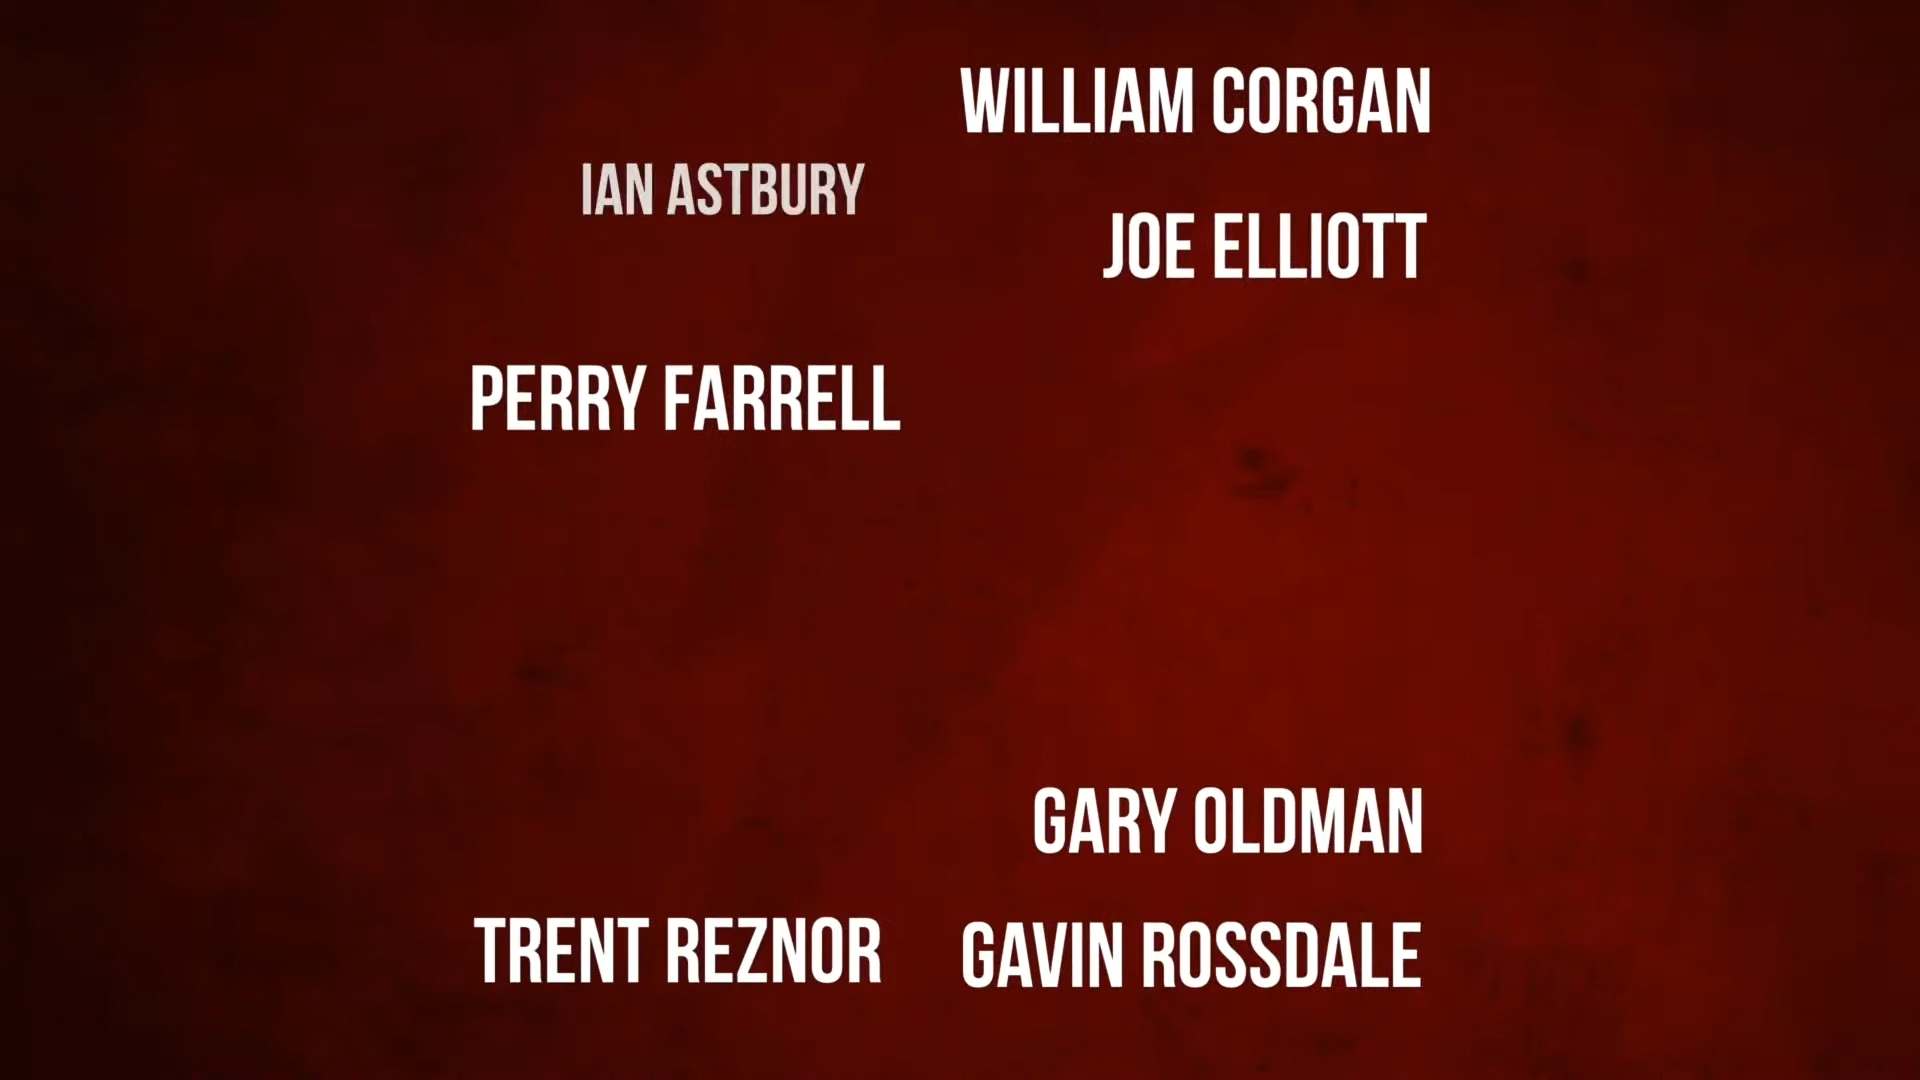 WILLIAM CORGAN
IAN ASTBURY
JOE ELLIOTT
PERRY FARRELL
GARY OLDMAN
TRENT REZNOR
GAVIN ROSSDALE